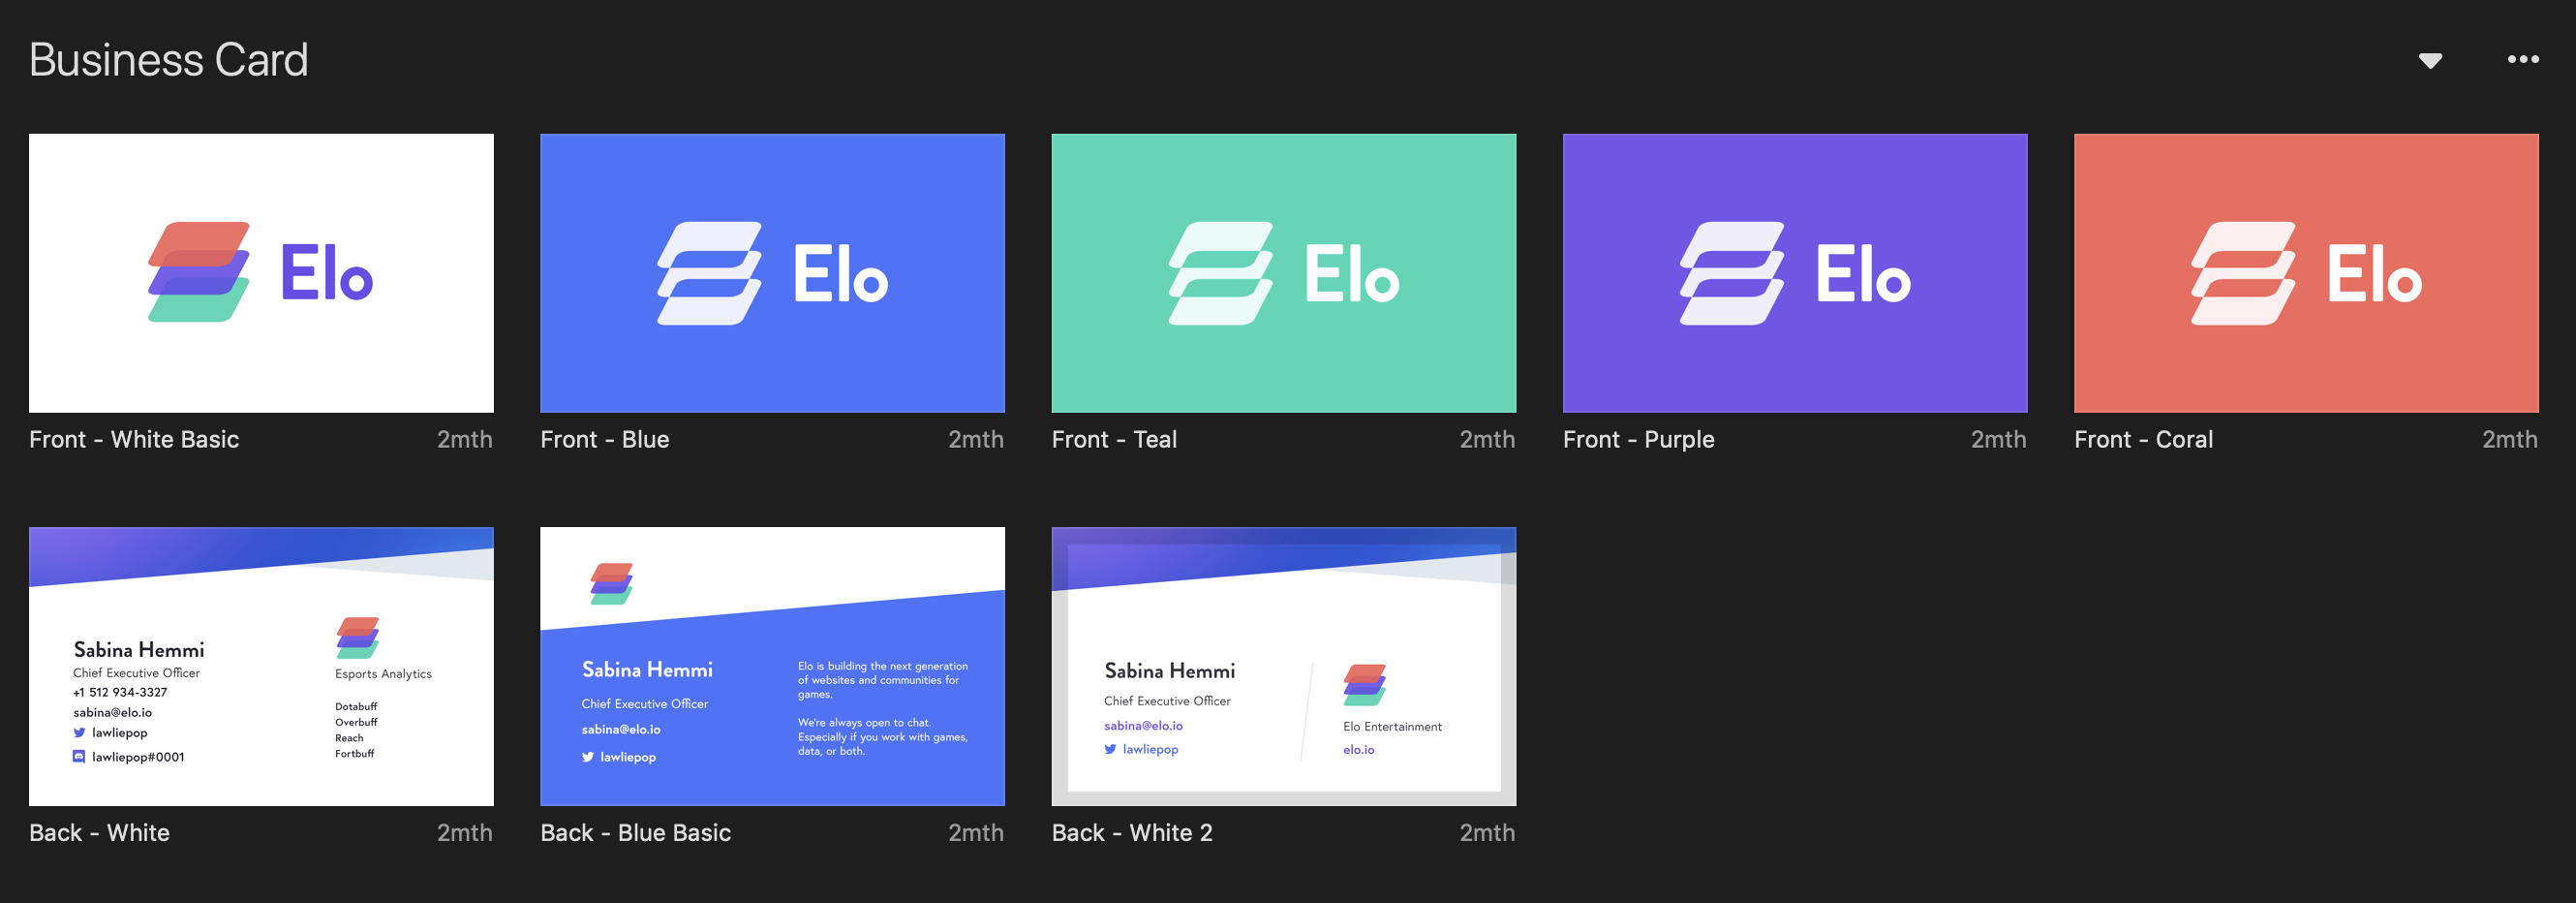 Business Card
Elo
Elo
Elo
Elo
Elo
Front - White Basic 2mth
Front - Blue 2mth
Front - Teal 2mth
Front - Purple 2mth
Front - Coral 2mth
Sabina Hemmi
Chief Executive Officer
+1 512 934-3327
sabina@elo.io
lawliepop
lawliepop#0001
Esports Analytics
Dotabuff
Overbuff
Reach
Fortbuff
Sabina Hemmi
Chief Executive Officer
sabina@elo.io
lawliepop
Elo is building the next generation
of websites and communities for
games.
We're always open to chat.
Especially if you work with games,
data, or both.
Sabina Hemmi
Chief Executive Officer
sabina@elo.io
lawliepop
Elo Entertainment
elo.io
Back - White 2mth
Back - Blue Basic 2mth
Back - White 2 2mth